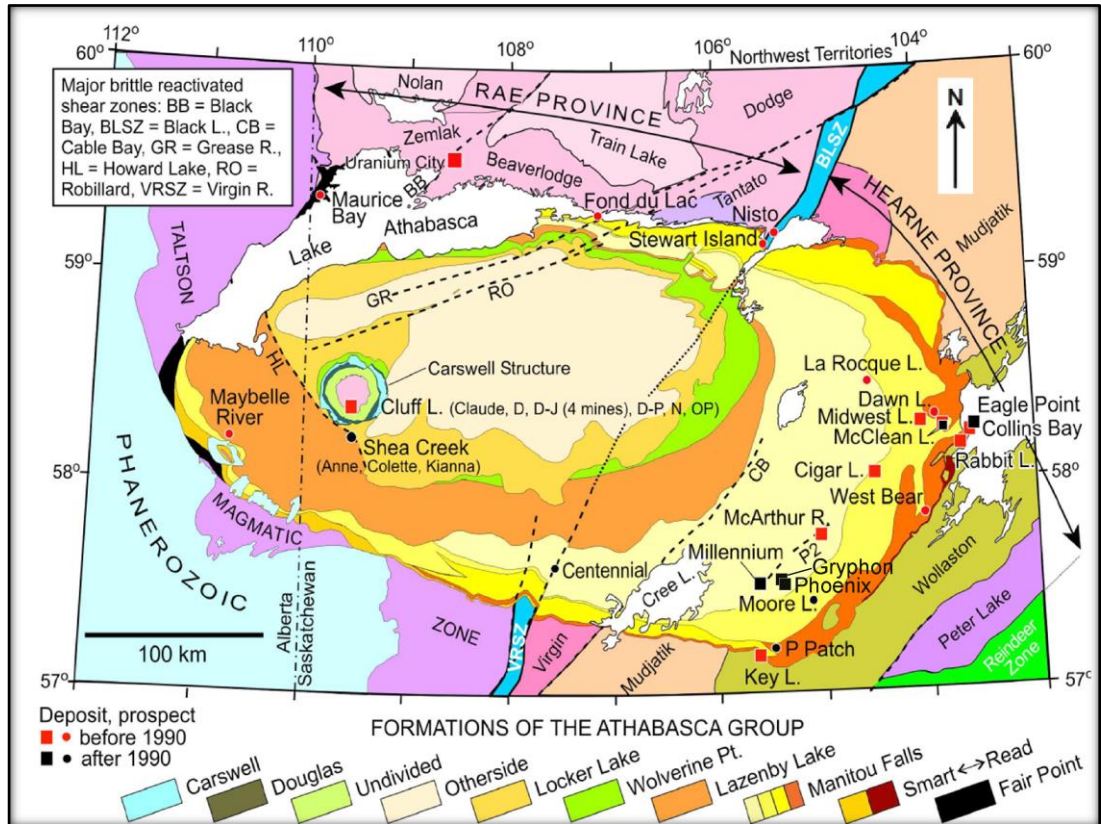 112°
110°
108°
106°
104°
60°
60°
Northwest Territories
Major brittle reactivated
shear zones: BB = Black
Bay, BLSZ = Black L., CB =
Cable Bay, GR = Grease R.,
HL = Howard Lake, RO =
Robillard, VRSZ = Virgin R.
Nolan
RAE PROVINCE
Dodge
Zemlak
Train Lake
BLSZ
N
Uranium City
Beaverlodge
BB
Maurice
Bay
Fond du Lac
Tantato
HEARNE PROVINCE
Mudjatik
Lake
Athabasca
Stewart Island
Nisto
TALTSON
59°
59°
GR
RO
HL
Carswell Structure
La Rocque L.
Maybelle
River
Cluff L. (Claude, D, D-J (4 mines), D-P, N, OP)
Dawn L.
Midwest L.
McClean L.
Eagle Point
Collins Bay
Shea Creek
(Anne, Colette, Kianna)
Rabbit L.
58°
58°
CB
Cigar L.
West Bear
PHANEROZOIC
MAGMATIC
McArthur R.
P2
Millennium
Gryphon
Phoenix
Wollaston
Centennial
Cree L.
Moore L.
Alberta
Saskatchewan
ZONE
Peter Lake
100 km
VRSZ
Virgin
P Patch
Reindeer
Zone
Mudjatik
Key L.
57°
57°
Deposit, prospect
before 1990
after 1990
FORMATIONS OF THE ATHABASCA GROUP
Carswell
Douglas
Undivided
Otherside
Locker Lake
Wolverine Pt.
Lazenby Lake
Manitou Falls
Smart↔Read
Fair Point